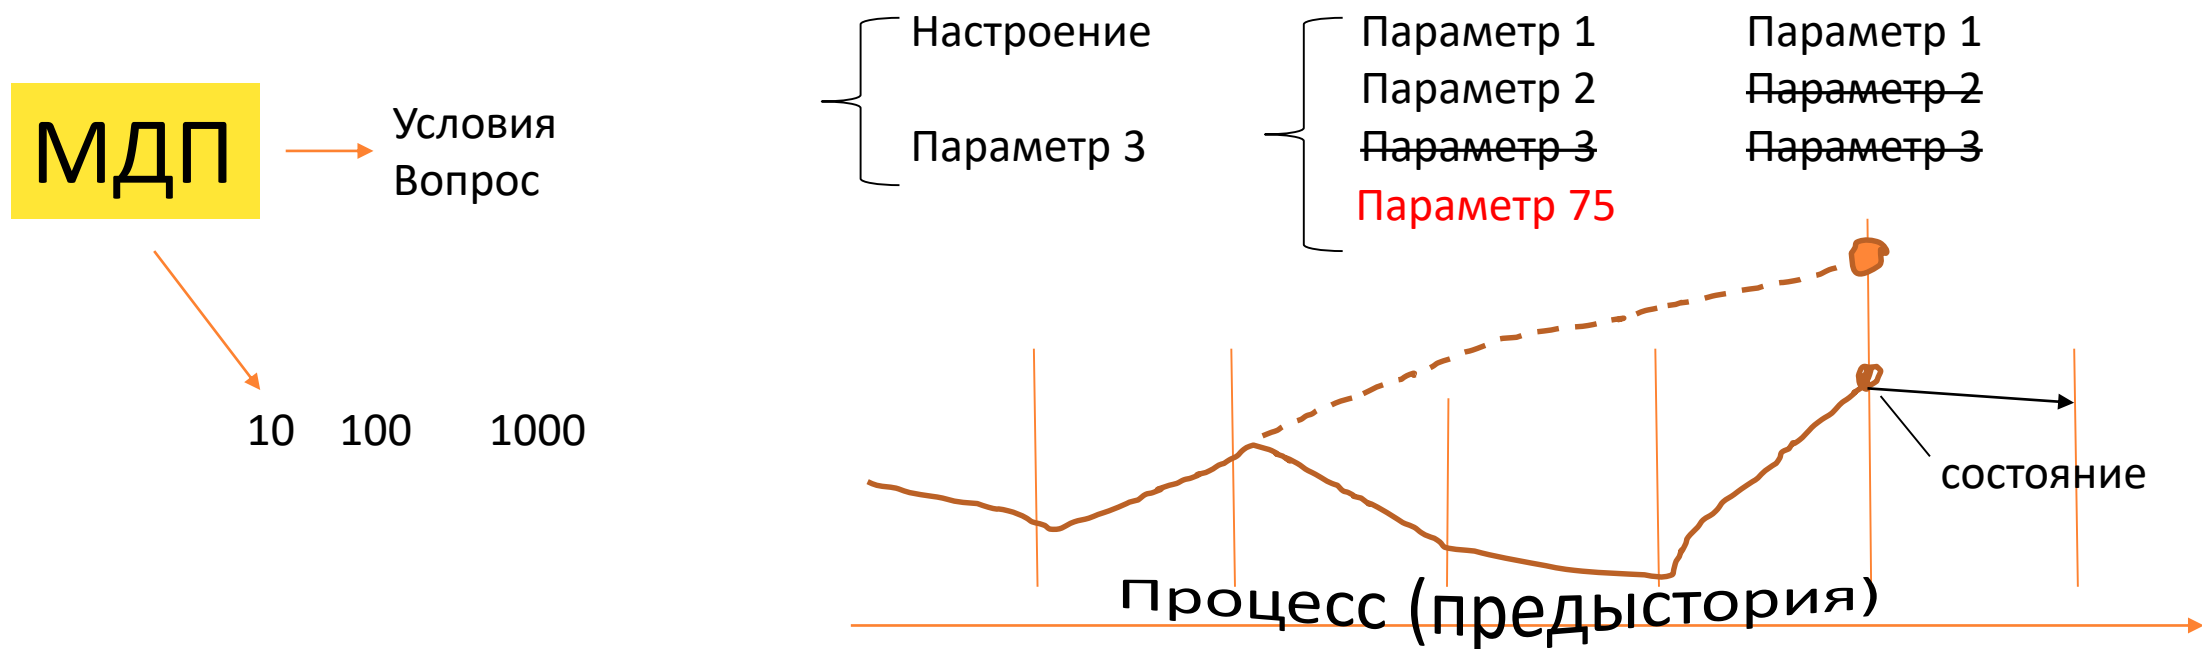 МДП
Условия
Вопрос
10 100 1000
Настроение
Параметр 3
Параметр 1
Параметр 2
Параметр 3
Параметр 75
Параметр 1
Параметр 2
Параметр 3
состояние
Процесс (предыстория)